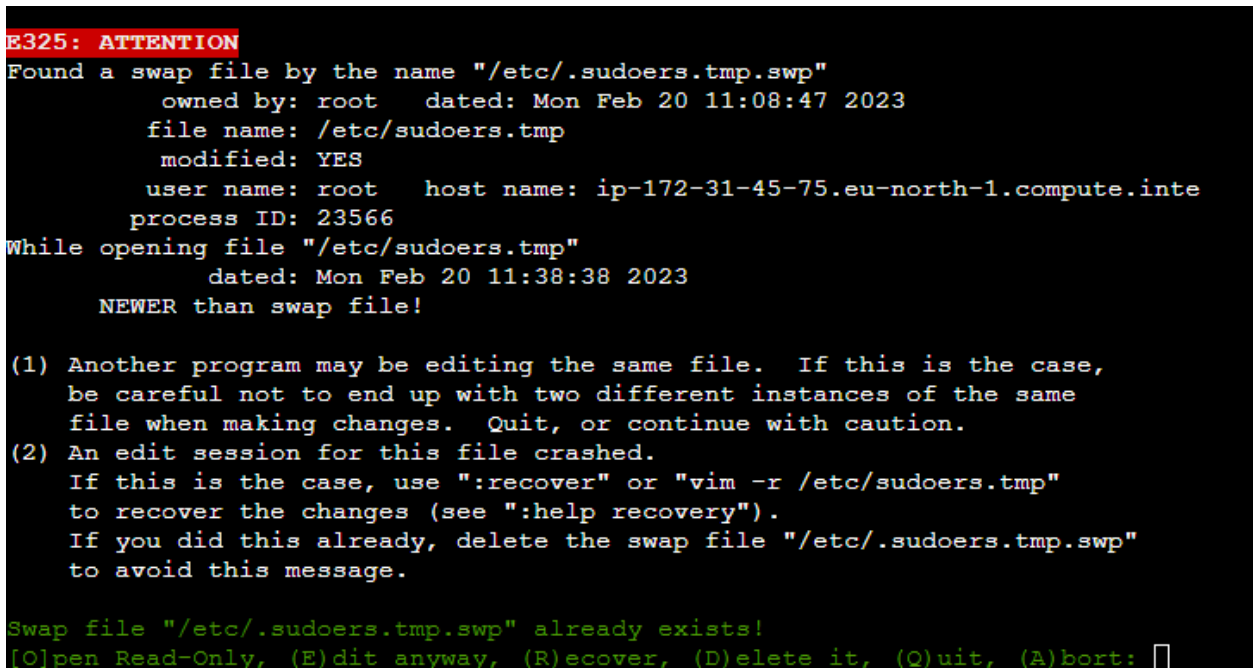 E325: ATTENTION
Found a swap file by the name "/etc/.sudoers.tmp.swp"
owned by: root   dated: Mon Feb 20 11:08:47 2023
file name: /etc/sudoers.tmp
modified: YES
user name: root   host name: ip-172-31-45-75.eu-north-1.compute.inte
process ID: 23566
While opening file "/etc/sudoers.tmp"
dated: Mon Feb 20 11:38:38 2023
NEWER than swap file!
(1) Another program may be editing the same file.  If this is the case,
be careful not to end up with two different instances of the same
file when making changes.  Quit, or continue with caution.
(2) An edit session for this file crashed.
If this is the case, use ":recover" or "vim -r /etc/sudoers.tmp"
to recover the changes (see ":help recovery").
If you did this already, delete the swap file "/etc/.sudoers.tmp.swp"
to avoid this message.
Swap file "/etc/.sudoers.tmp.swp" already exists!
[O]pen Read-Only, (E)dit anyway, (R)ecover, (D)elete it, (Q)uit, (A)bort: